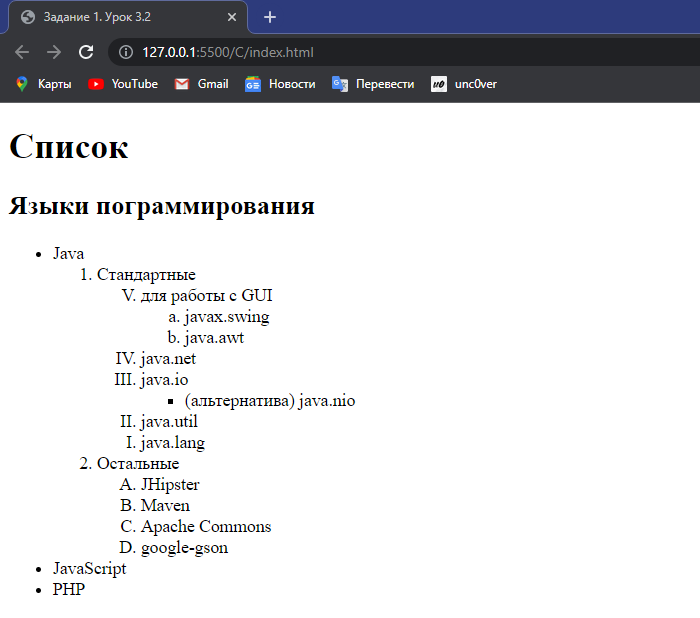 Задание 1. Урок 3.2
127.0.0.1:5500/C/index.html
Карты YouTube Gmail Новости Перевести unc0ver
Список
Языки пограммирования
Java
1. Стандартные
V. для работы с GUI
a. javax.swing
b. java.awt
IV. java.net
III. java.io
(альтернатива) java.nio
II. java.util
I. java.lang
2. Остальные
A. JHipster
B. Maven
C. Apache Commons
D. google-gson
JavaScript
PHP